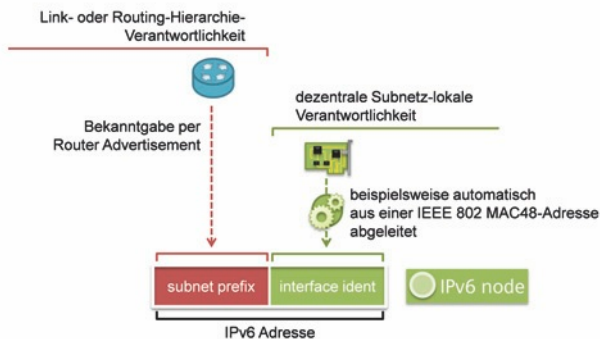 Link- oder Routing-Hierarchie-
Verantwortlichkeit
dezentrale Subnetz-lokale
Verantwortlichkeit
Bekanntgabe per
Router Advertisement
beispielsweise automatisch
aus einer IEEE 802 MAC48-Adresse
abgeleitet
subnet prefix
interface ident
IPv6 node
IPv6 Adresse